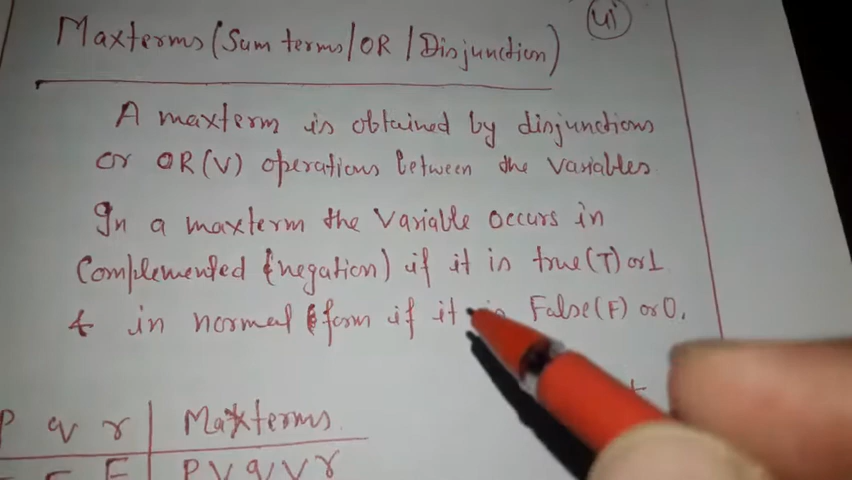 Maxterms (Sum terms/OR/Disjunction)
A maxterm is obtained by disjunctions
or OR(V) operations between the variables.
In a maxterm the variable occurs in
Complemented (negation) if it is true(T) or 1
& in normal form if it is False(F) or 0.
P q r | Maxterms
F P V q V r